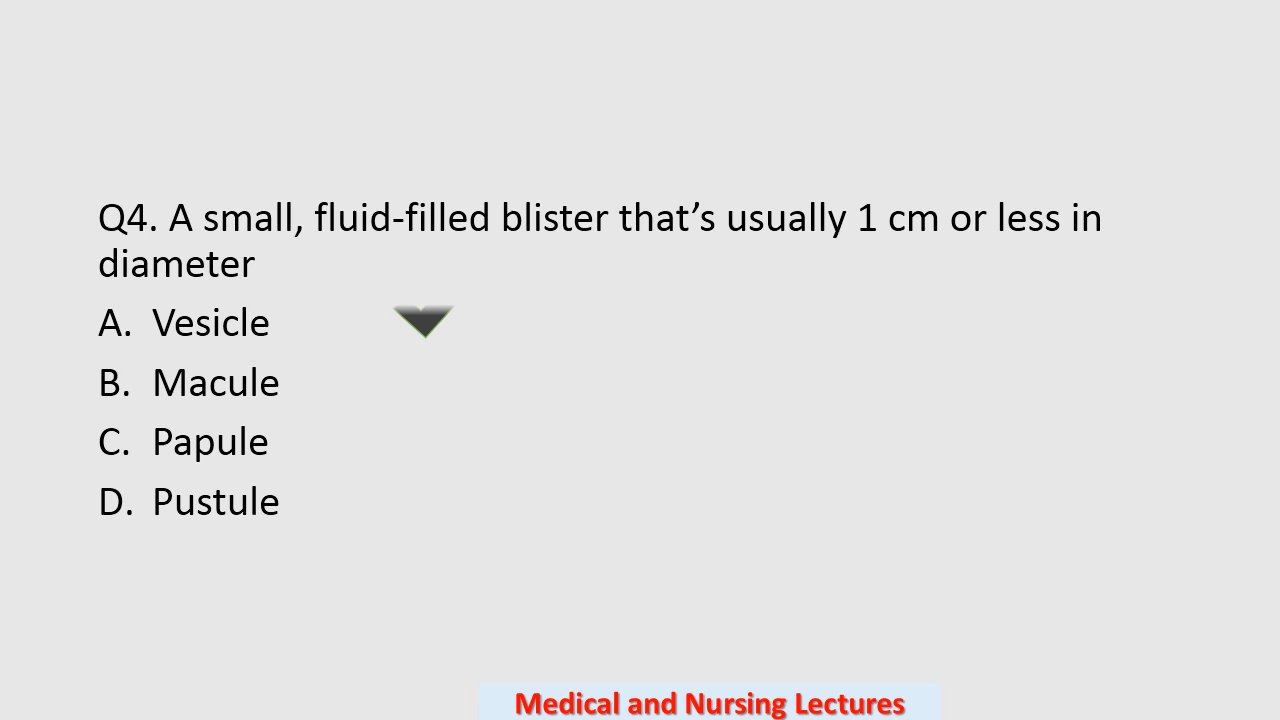 Q4. A small, fluid-filled blister that’s usually 1 cm or less in
diameter
A. Vesicle
B. Macule
C. Papule
D. Pustule
Medical and Nursing Lectures